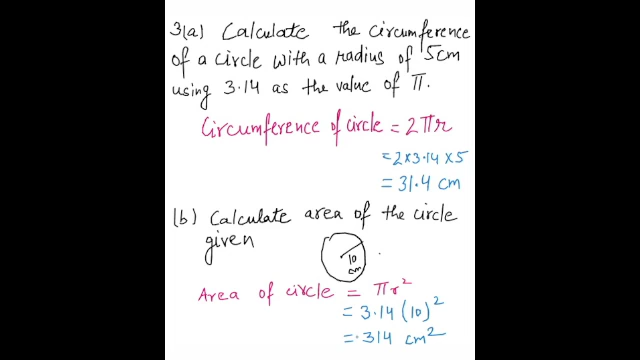 3(a) Calculate the circumference
of a circle with a radius of 5cm
using 3.14 as the value of π.
Circumference of circle = 2πr
= 2 x 3.14 x 5
= 31.4 cm
(b) Calculate area of the circle
given
10
cm
Area of circle = πr²
= 3.14 (10)²
= 314 cm²